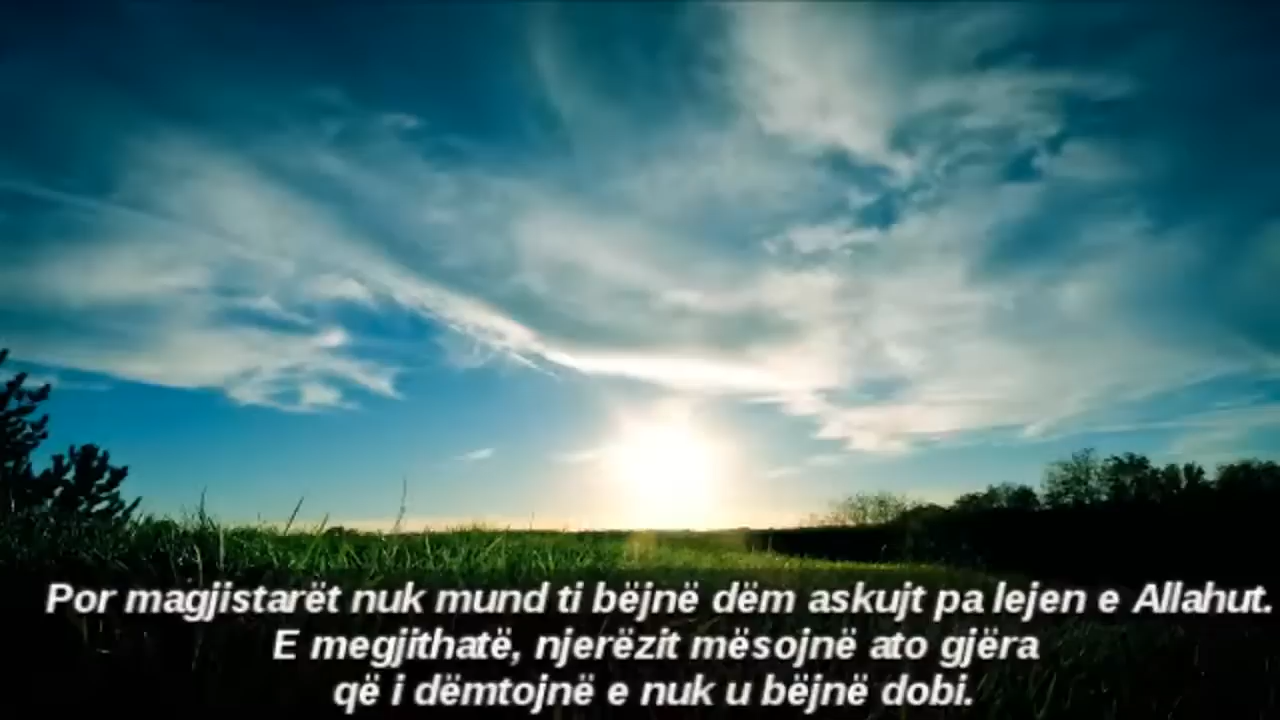 Por magjistarët nuk mund ti bëjnë dëm askujt pa lejen e Allahut.
E megjithatë, njerëzit mësojnë ato gjëra
që i dëmtojnë e nuk u bëjnë dobi.